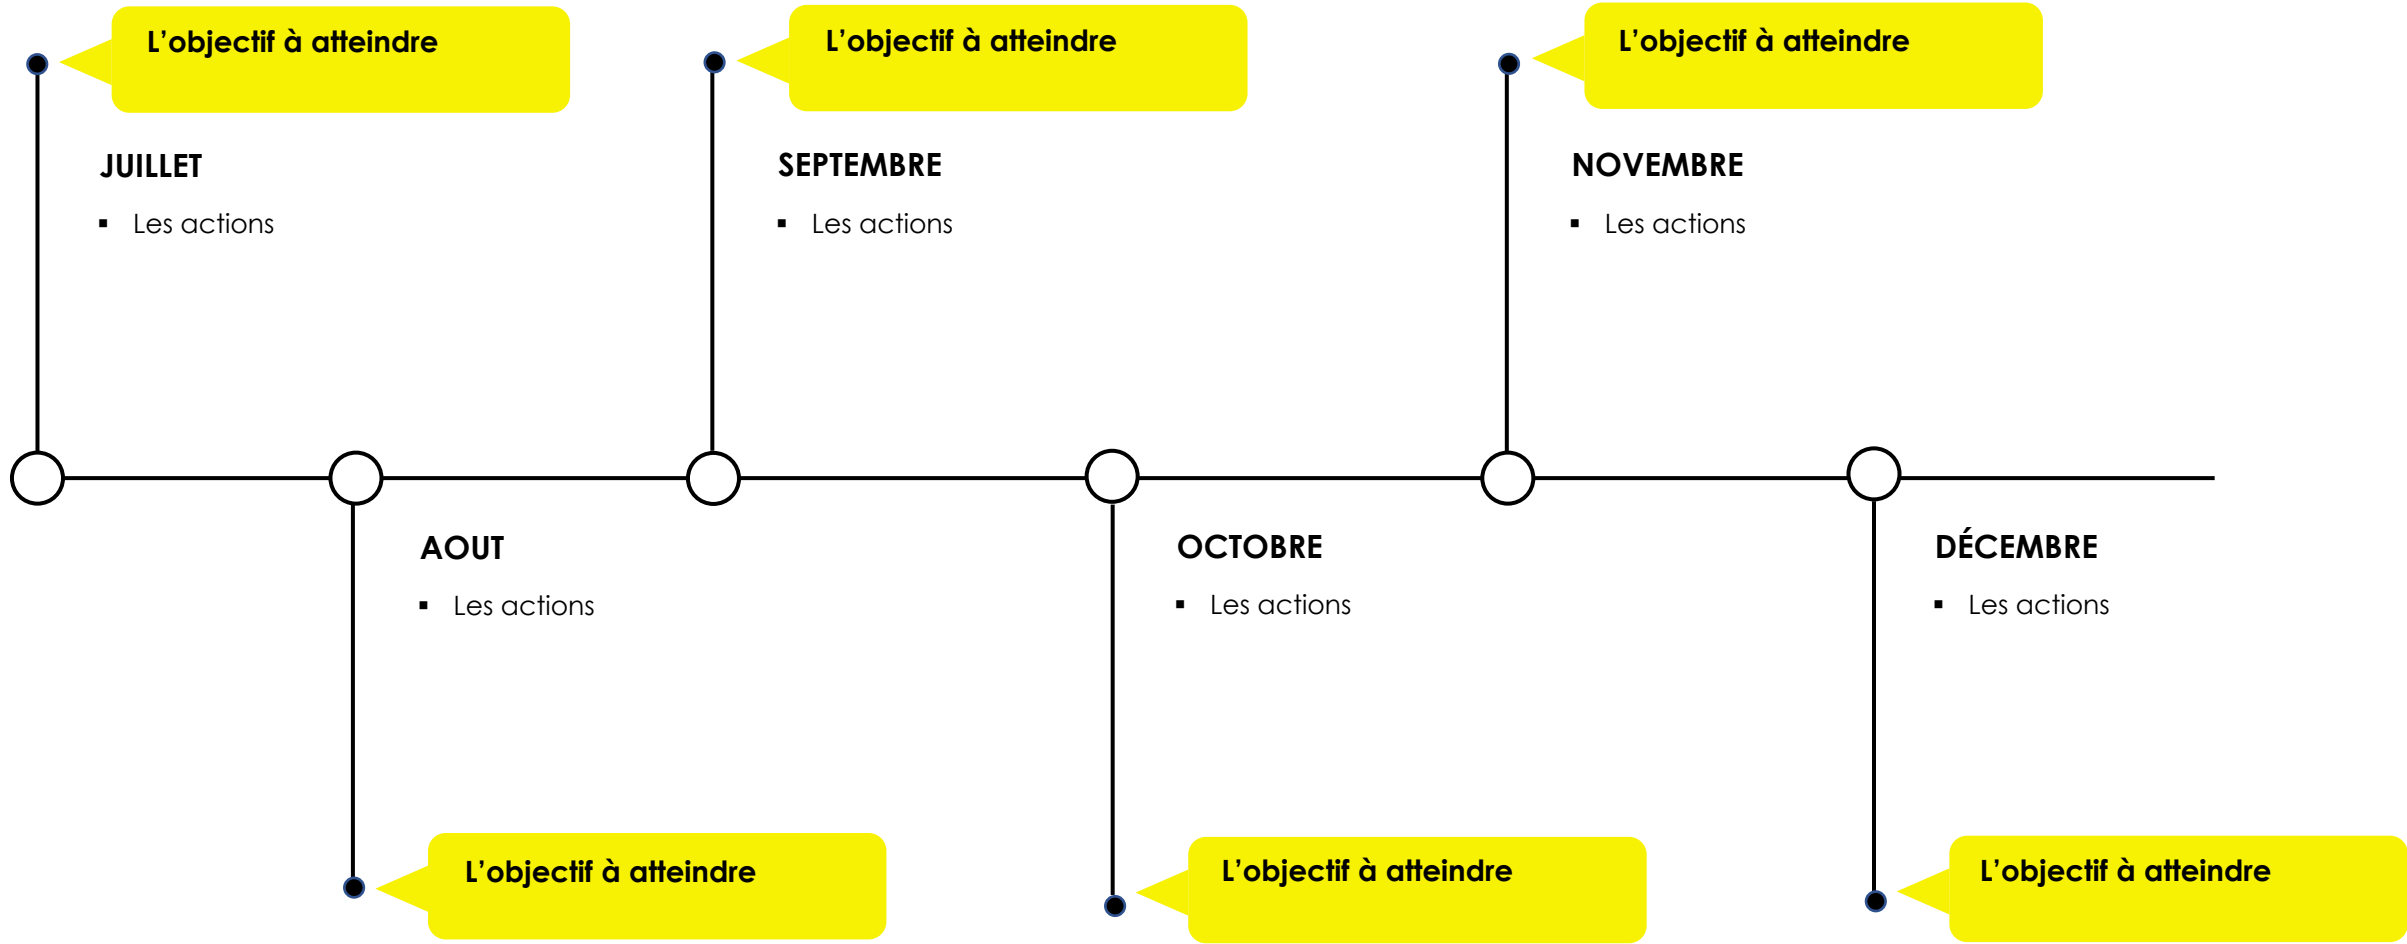 L’objectif à atteindre
JUILLET
▪ Les actions
L’objectif à atteindre
SEPTEMBRE
▪ Les actions
L’objectif à atteindre
NOVEMBRE
▪ Les actions
AOUT
▪ Les actions
L’objectif à atteindre
OCTOBRE
▪ Les actions
L’objectif à atteindre
DÉCEMBRE
▪ Les actions
L’objectif à atteindre